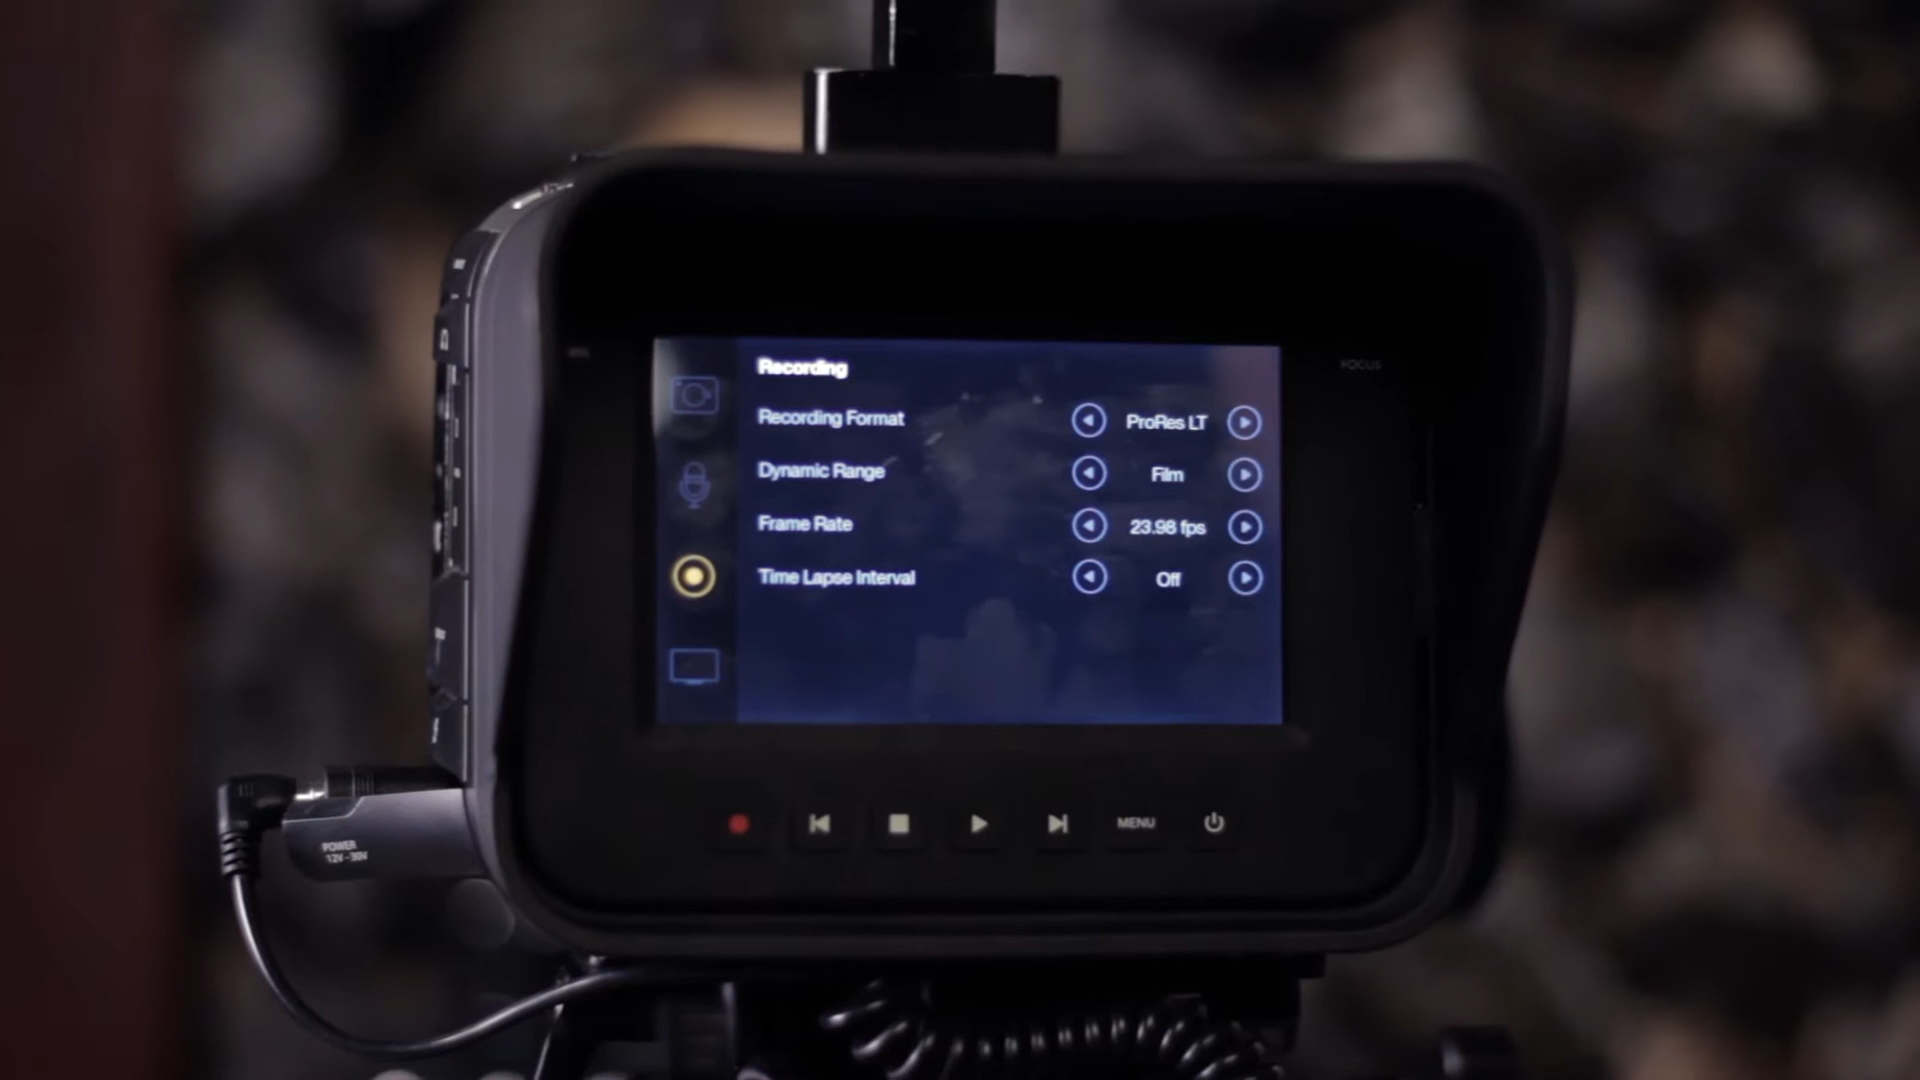 Recording
Recording Format ProRes LT
Dynamic Range Film
Frame Rate 23.98 fps
Time Lapse Interval Off
FOCUS
MENU
POWER
12V - 30V